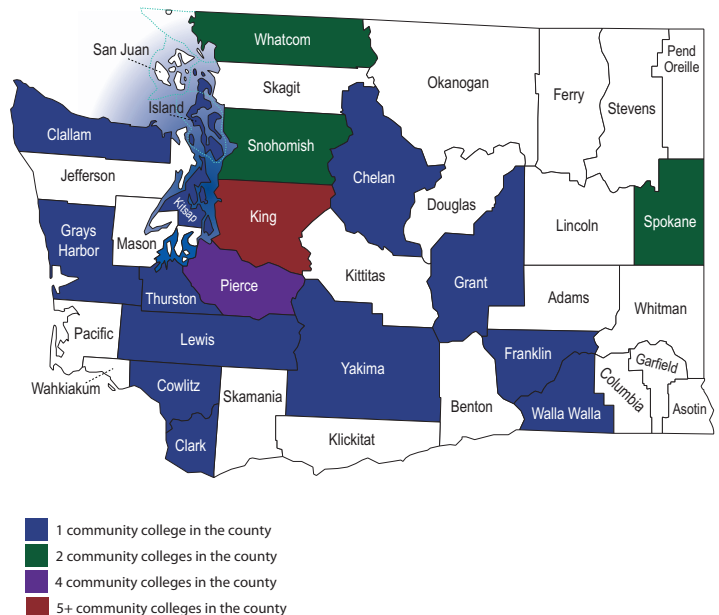 Whatcom
San Juan
Skagit
Okanogan
Ferry
Stevens
Pend
Oreille
Island
Clallam
Snohomish
Chelan
Jefferson
Douglas
Kitsap
King
Lincoln
Spokane
Grays
Harbor
Mason
Kittitas
Grant
Pierce
Thurston
Adams
Whitman
Pacific
Lewis
Yakima
Franklin
Garfield
Wahkiakum
Cowlitz
Skamania
Benton
Columbia
Walla Walla
Asotin
Clark
Klickitat
1 community college in the county
2 community colleges in the county
4 community colleges in the county
5+ community colleges in the county